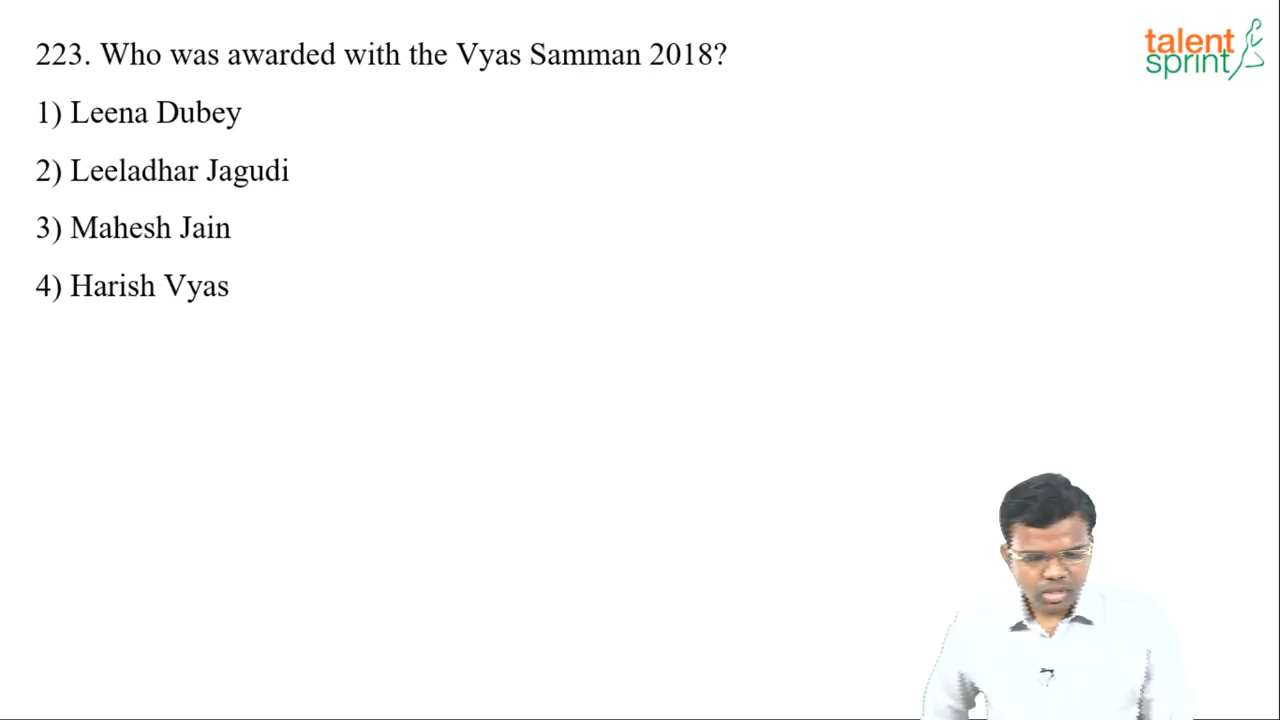 223. Who was awarded with the Vyas Samman 2018?
1) Leena Dubey
2) Leeladhar Jagudi
3) Mahesh Jain
4) Harish Vyas
talent
sprint